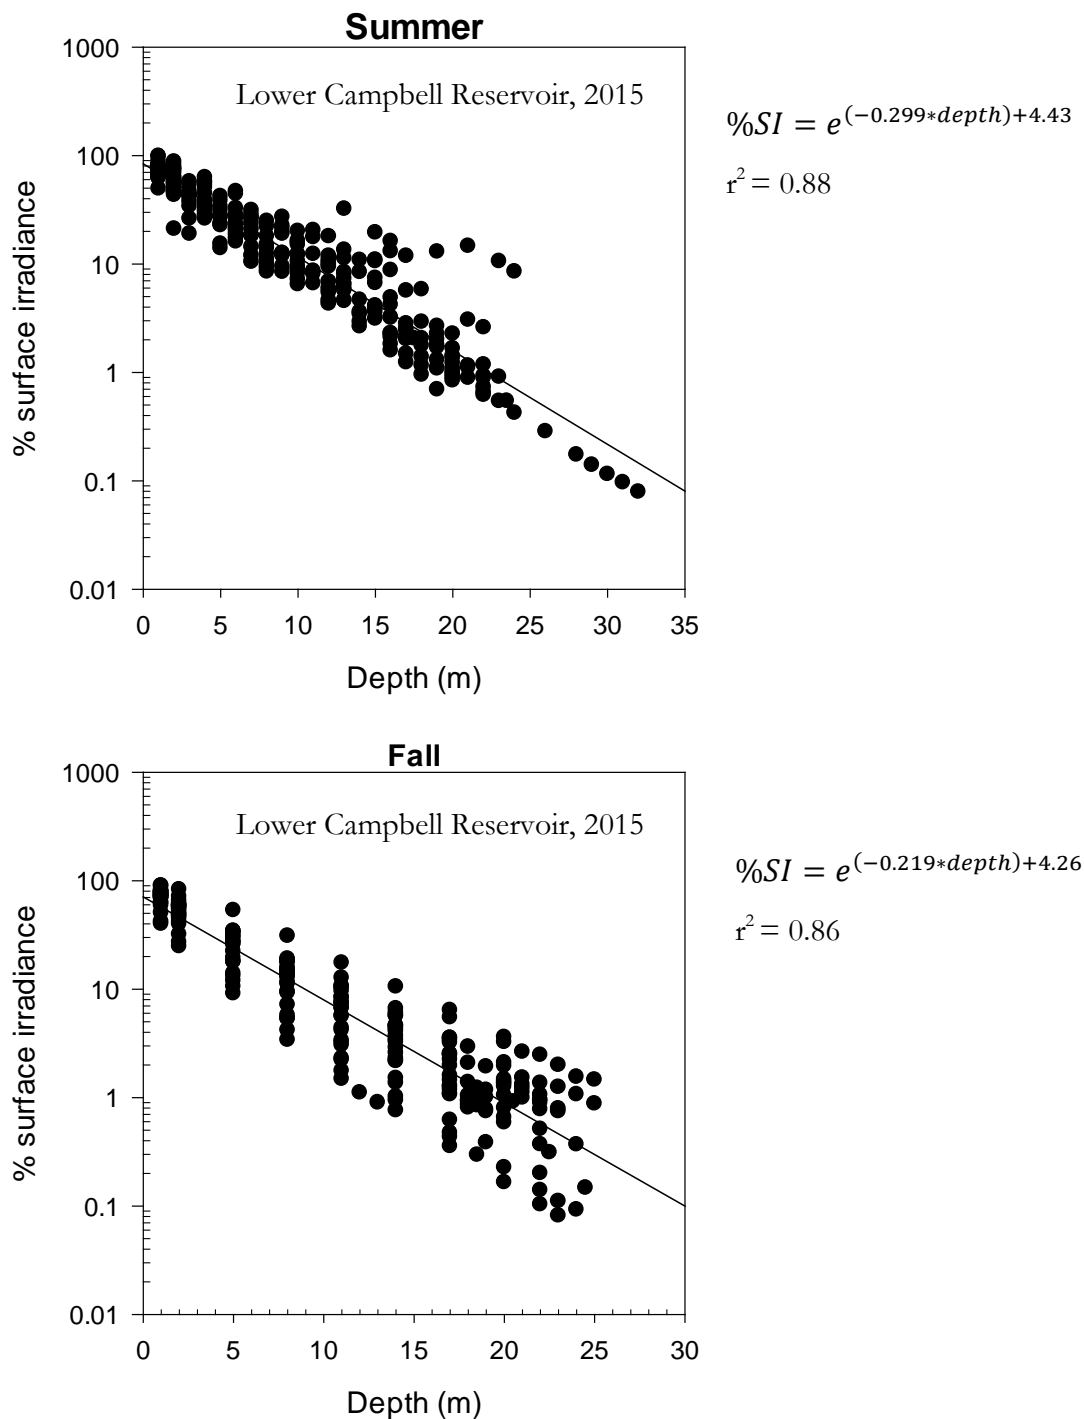 Summer
Lower Campbell Reservoir, 2015
%SI = e^{(-0.299*depth)+4.43}
r² = 0.88
% surface irradiance
1000
100
10
1
0.1
0.01
0 5 10 15 20 25 30 35
Depth (m)
Fall
Lower Campbell Reservoir, 2015
%SI = e^{(-0.219*depth)+4.26}
r² = 0.86
% surface irradiance
1000
100
10
1
0.1
0.01
0 5 10 15 20 25 30
Depth (m)